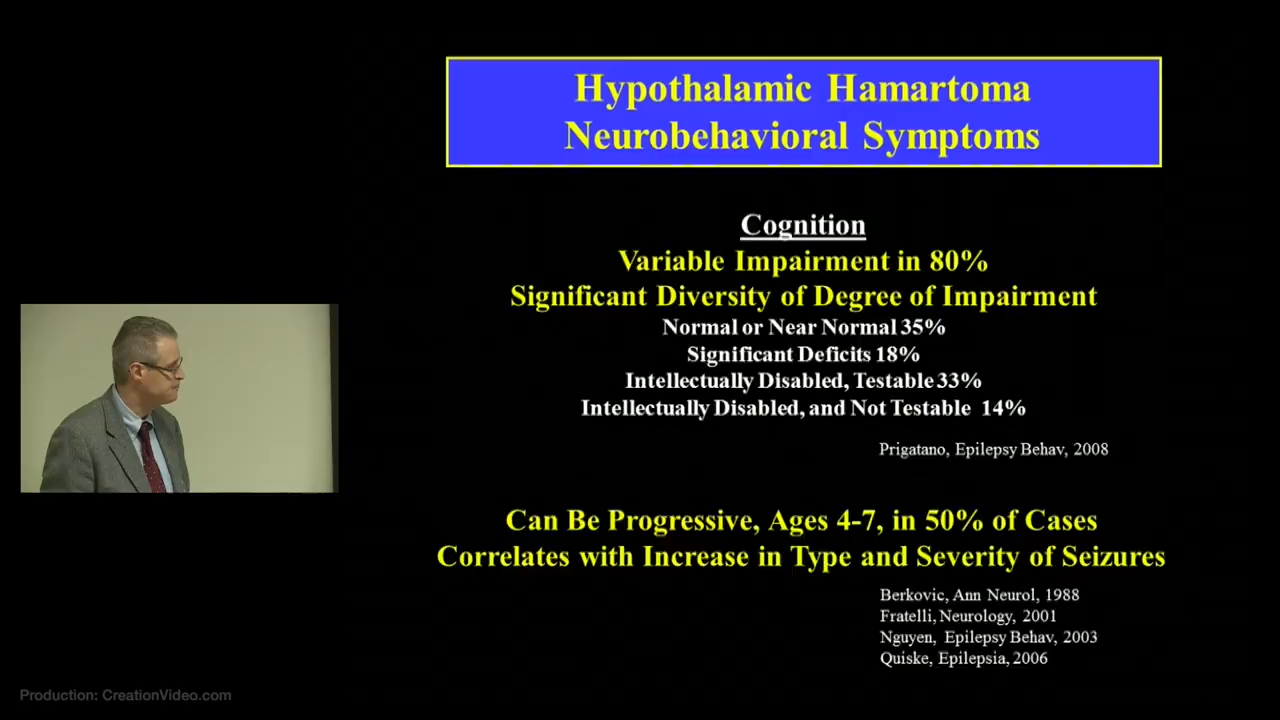 Hypothalamic Hamartoma
Neurobehavioral Symptoms
Cognition
Variable Impairment in 80%
Significant Diversity of Degree of Impairment
Normal or Near Normal 35%
Significant Deficits 18%
Intellectually Disabled, Testable 33%
Intellectually Disabled, and Not Testable 14%
Prigatano, Epilepsy Behav, 2008
Can Be Progressive, Ages 4-7, in 50% of Cases
Correlates with Increase in Type and Severity of Seizures
Berkovic, Ann Neurol, 1988
Fratelli, Neurology, 2001
Nguyen, Epilepsy Behav, 2003
Quiske, Epilepsia, 2006
Production: CreationVideo.com